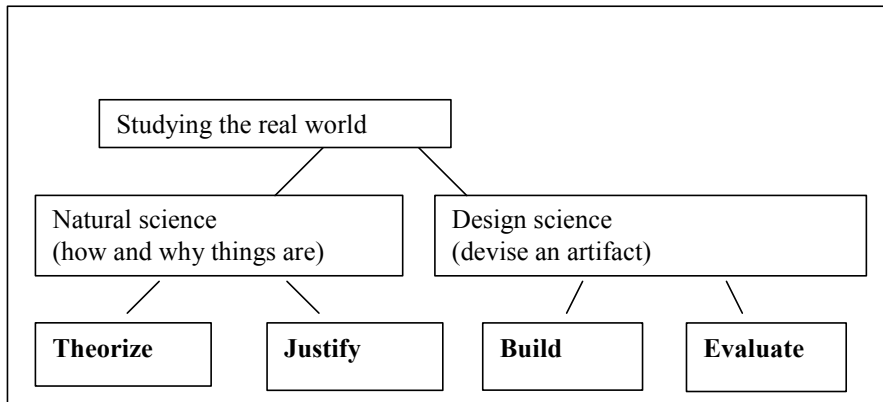 Studying the real world
Natural science
(how and why things are)
Design science
(devise an artifact)
Theorize
Justify
Build
Evaluate